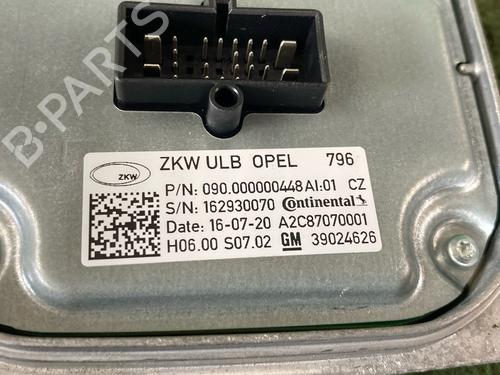 B-PARTS
ZKW ULB OPEL 796
ZKW
P/N: 090.000000448 AI:01 CZ
S/N: 162930070 Continental
Date: 16-07-20 A2C87070001
H06.00 S07.02 GM 39024626